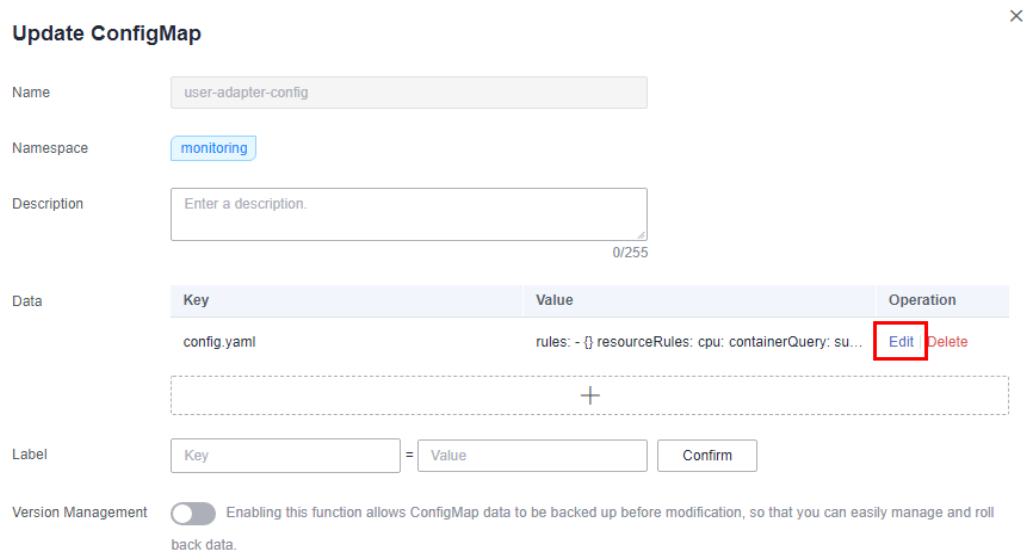 Update ConfigMap
Name
user-adapter-config
Namespace
monitoring
Description
Enter a description.
0/255
Data
Key Value Operation
config.yaml rules: - {} resourceRules: cpu: containerQuery: su... Edit Delete
Label
Key = Value Confirm
Version Management
Enabling this function allows ConfigMap data to be backed up before modification, so that you can easily manage and roll
back data.